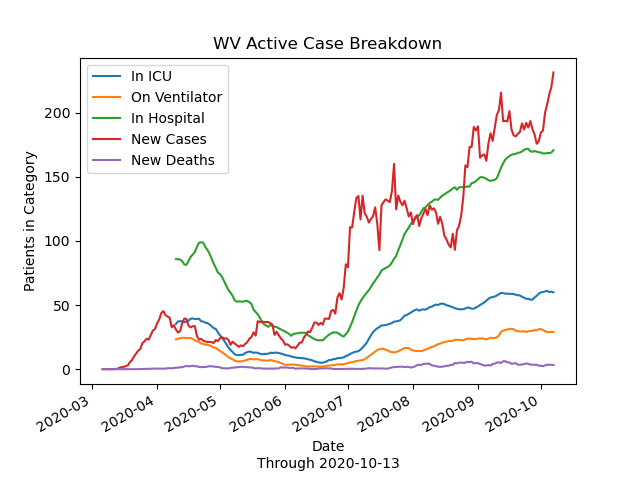 WV Active Case Breakdown
In ICU
On Ventilator
In Hospital
New Cases
New Deaths
Patients in Category
200
150
100
50
0
2020-03
2020-04
2020-05
2020-06
2020-07
2020-08
2020-09
2020-10
Date
Through 2020-10-13